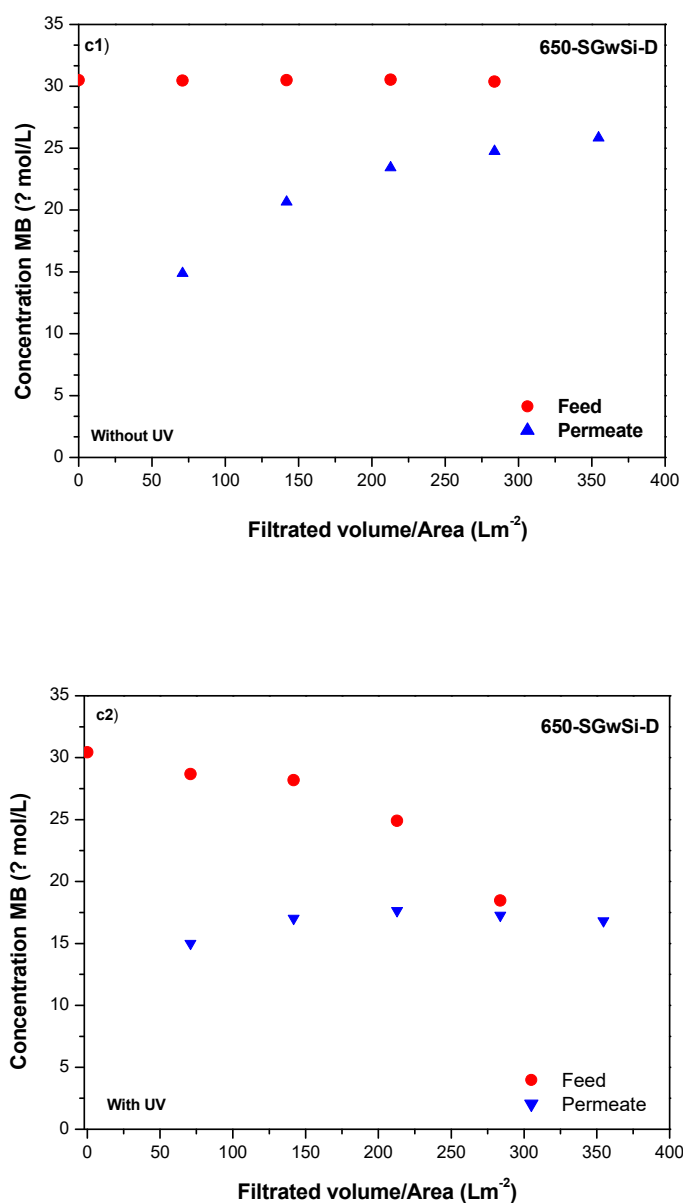 c1)
650-SGwSi-D
35
30
25
20
15
10
5
0
Concentration MB (? mol/L)
Feed
Permeate
Without UV
0 50 100 150 200 250 300 350 400
Filtrated volume/Area (Lm⁻²)
c2)
650-SGwSi-D
35
30
25
20
15
10
5
0
Concentration MB (? mol/L)
Feed
Permeate
With UV
0 50 100 150 200 250 300 350 400
Filtrated volume/Area (Lm⁻²)